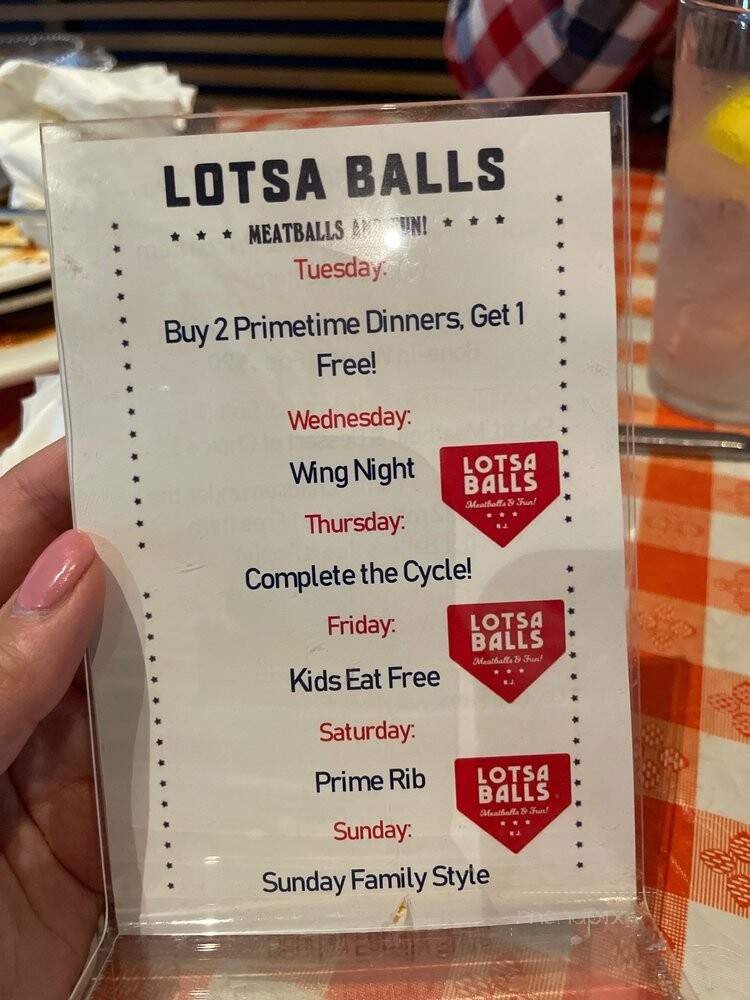 LOTSA BALLS
MEATBALLS AND FUN!
Tuesday:
Buy 2 Primetime Dinners, Get 1
Free!
Wednesday:
Wing Night
LOTSA
BALLS
Meatballs & Fun!
N.J.
Thursday:
Complete the Cycle!
Friday:
LOTSA
BALLS
Meatballs & Fun!
N.J.
Kids Eat Free
Saturday:
Prime Rib
LOTSA
BALLS
Meatballs & Fun!
N.J.
Sunday:
Sunday Family Style